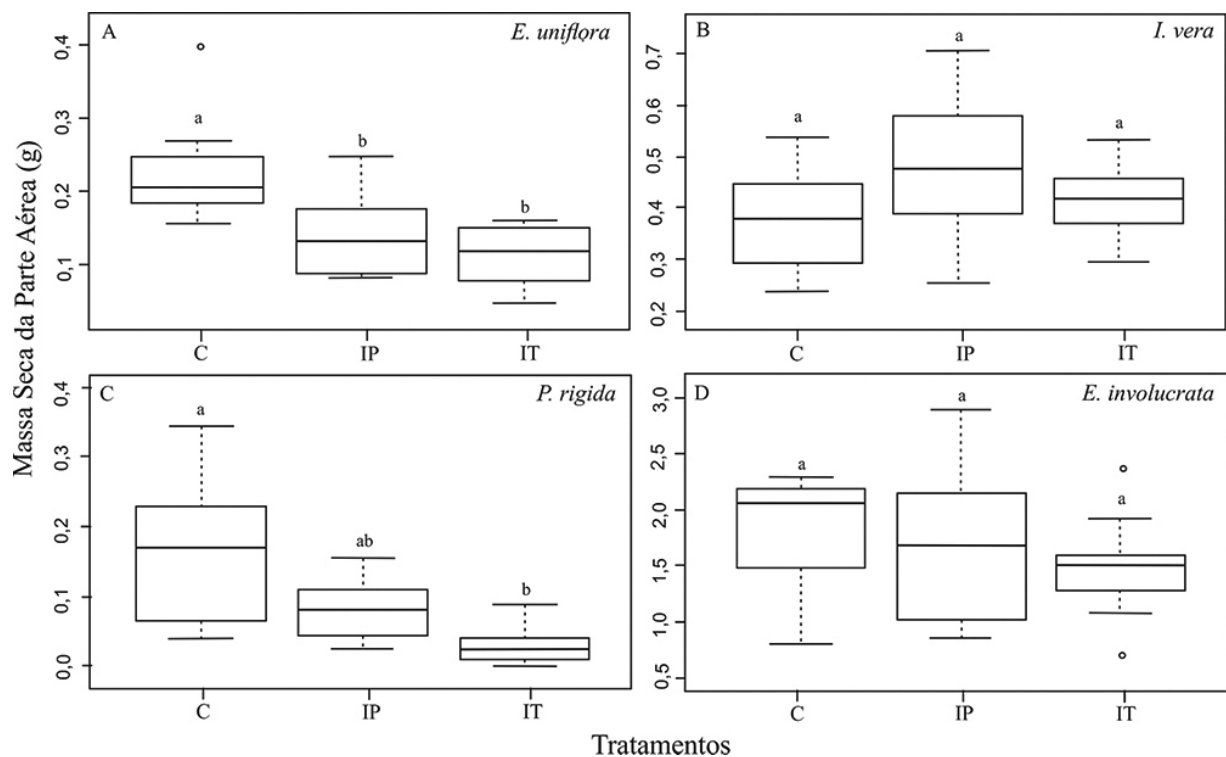 Massa Seca da Parte Aérea (g)
A
E. uniflora
0,4
0,3
0,2
0,1
a
b
b
C
IP
IT
B
I. vera
0,7
0,6
0,5
0,4
0,3
0,2
a
a
a
C
IP
IT
C
P. rigida
0,4
0,3
0,2
0,1
0,0
a
ab
b
C
IP
IT
D
E. involucrata
3,0
2,5
2,0
1,5
1,0
0,5
a
a
a
C
IP
IT
Tratamentos